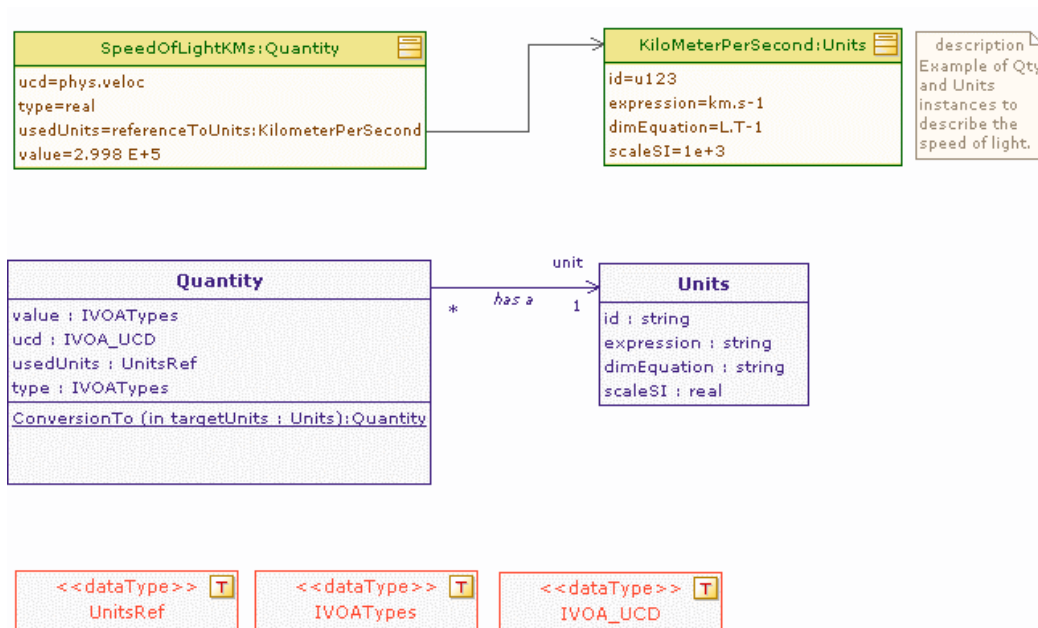 SpeedOfLightKMs:Quantity
ucd=phys.veloc
type=real
usedUnits=referenceToUnits:KilometerPerSecond
value=2.998 E+5
KiloMeterPerSecond:Units
id=u123
expression=km.s-1
dimEquation=L.T-1
scaleSI=1e+3
description
Example of Qty
and Units
instances to
describe the
speed of light.
Quantity
value : IVOATypes
ucd : IVOA_UCD
usedUnits : UnitsRef
type : IVOATypes
ConversionTo (in targetUnits : Units):Quantity
unit
* has a 1
Units
id : string
expression : string
dimEquation : string
scaleSI : real
<<dataType>> T
UnitsRef
<<dataType>> T
IVOATypes
<<dataType>> T
IVOA_UCD